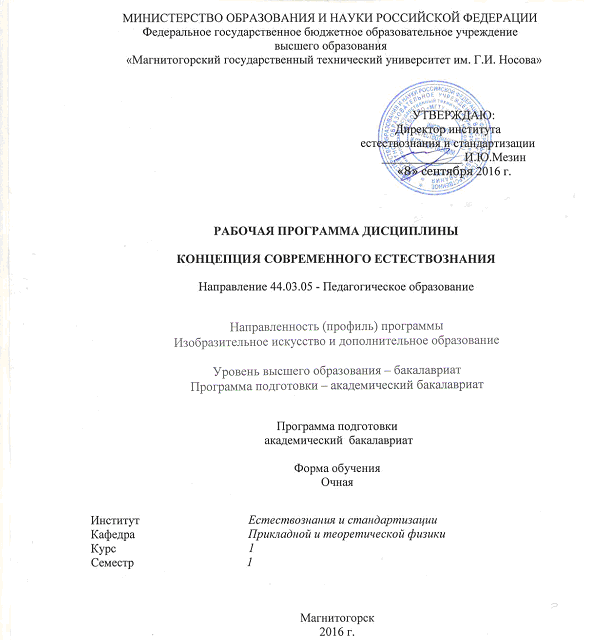 МИНИСТЕРСТВО ОБРАЗОВАНИЯ И НАУКИ РОССИЙСКОЙ ФЕДЕРАЦИИ
Федеральное государственное бюджетное образовательное учреждение
высшего образования
«Магнитогорский государственный технический университет им. Г.И. Носова»
УТВЕРЖДАЮ:
Директор института
естествознания и стандартизации
И.Ю.Мезин
«8» сентября 2016 г.
РАБОЧАЯ ПРОГРАММА ДИСЦИПЛИНЫ
КОНЦЕПЦИЯ СОВРЕМЕННОГО ЕСТЕСТВОЗНАНИЯ
Направление 44.03.05 - Педагогическое образование
Направленность (профиль) программы
Изобразительное искусство и дополнительное образование
Уровень высшего образования – бакалавриат
Программа подготовки – академический бакалавриат
Программа подготовки
академический бакалавриат
Форма обучения
Очная
Институт Естествознания и стандартизации
Кафедра Прикладной и теоретической физики
Курс 1
Семестр 1
Магнитогорск
2016 г.